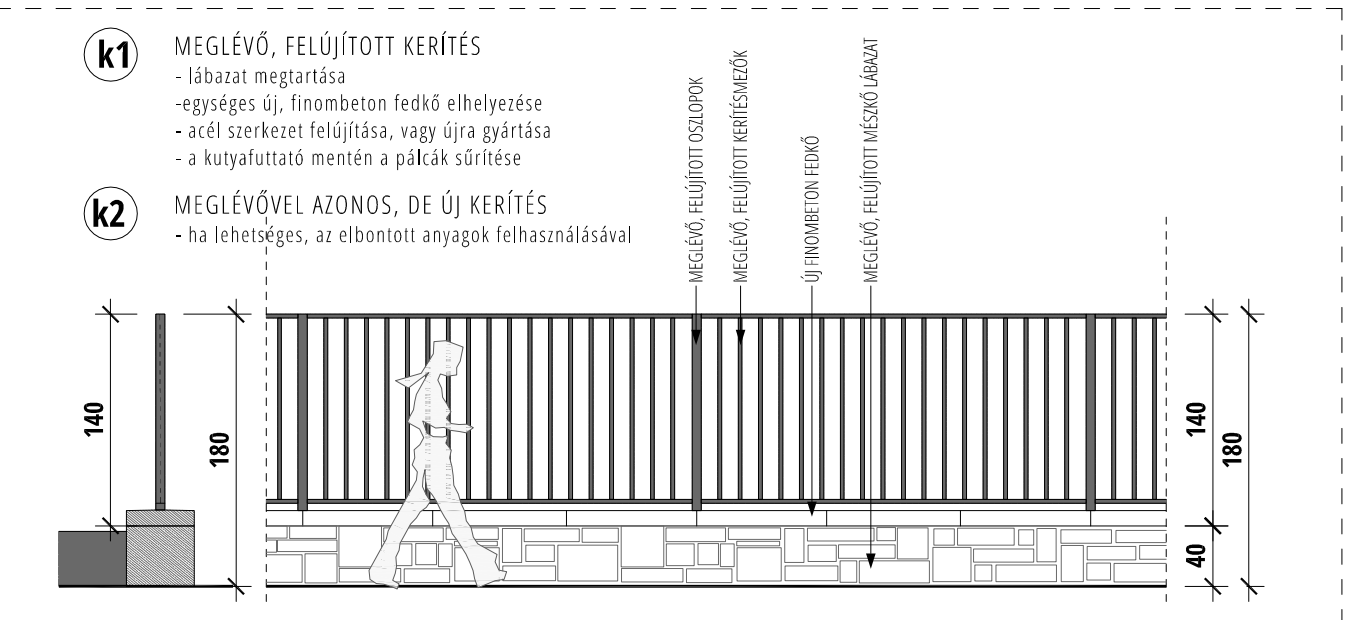 k1
MEGLÉVŐ, FELÚJÍTOTT KERÍTÉS
- lábazat megtartása
-egységes új, finombeton fedkő elhelyezése
- acél szerkezet felújítása, vagy újra gyártása
- a kutyafuttató mentén a pálcák sűrítése
k2
MEGLÉVŐVEL AZONOS, DE ÚJ KERÍTÉS
- ha lehetséges, az elbontott anyagok felhasználásával
MEGLÉVŐ, FELÚJÍTOTT OSZLOPOK
MEGLÉVŐ, FELÚJÍTOTT KERÍTÉSMEZŐK
ÚJ FINOMBETON FEDKŐ
MEGLÉVŐ, FELÚJÍTOTT MÉSZKŐ LÁBAZAT
140
180
140
180
40